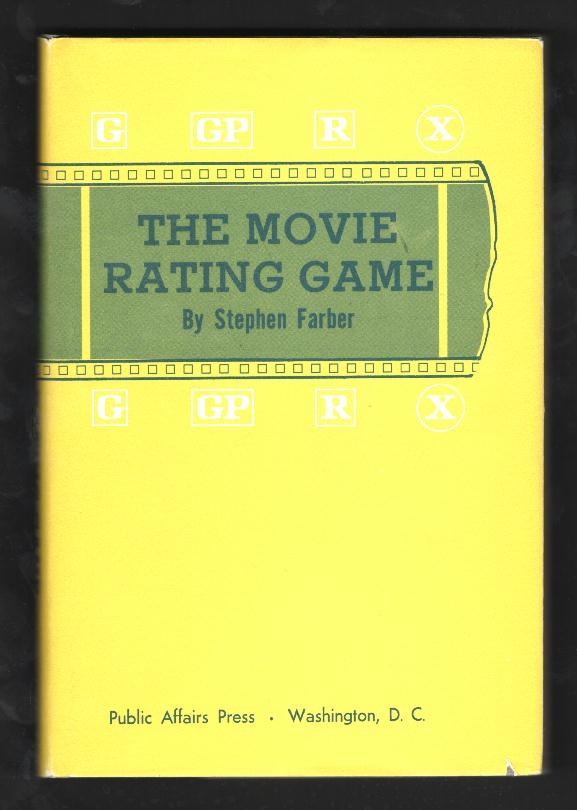 G GP R X
THE MOVIE
RATING GAME
By Stephen Farber
G GP R X
Public Affairs Press • Washington, D. C.